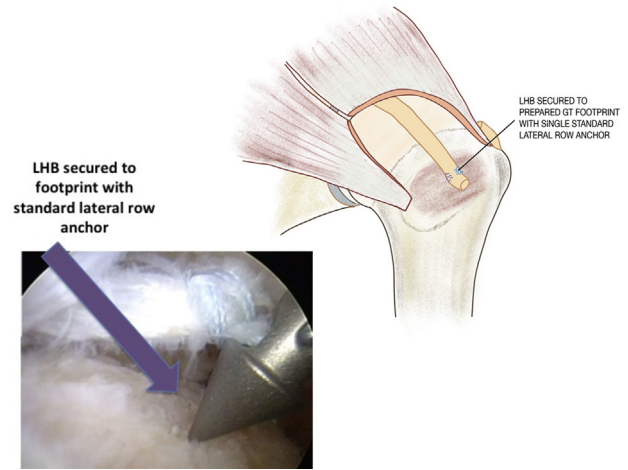 LHB SECURED TO
PREPARED GT FOOTPRINT
WITH SINGLE STANDARD
LATERAL ROW ANCHOR
LHB secured to
footprint with
standard lateral row
anchor